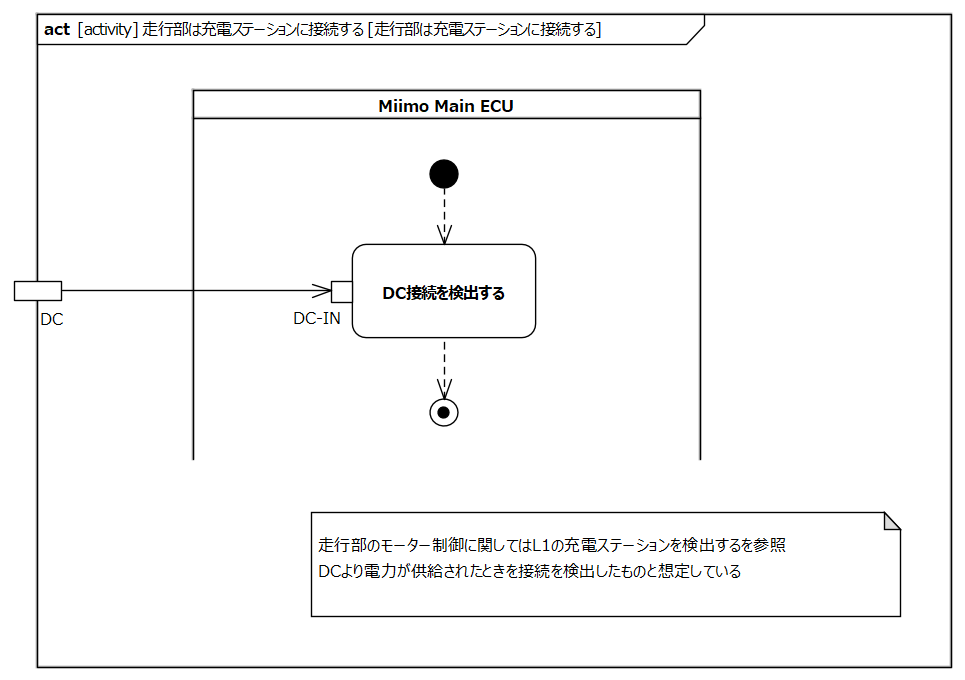 act [activity] 走行部は充電ステーションに接続する [走行部は充電ステーションに接続する]
Miimo Main ECU
DC接続を検出する
DC
DC-IN
走行部のモーター制御に関してはL1の充電ステーションを検出するを参照
DCより電力が供給されたときを接続を検出したものと想定している